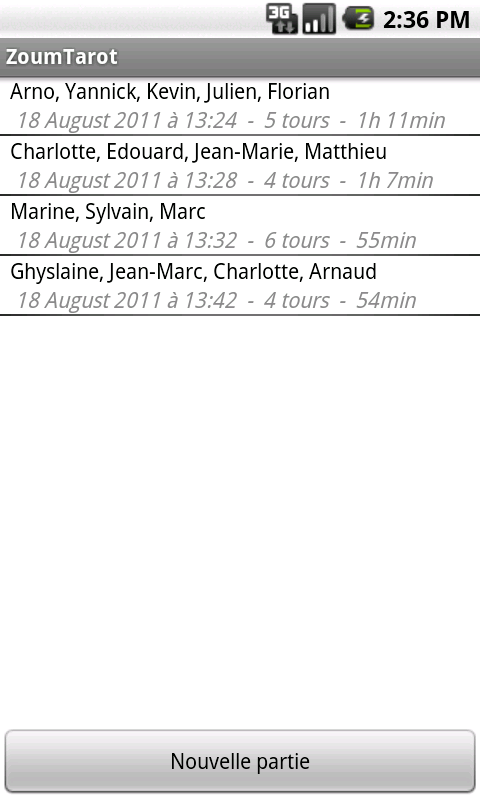 3G 2:36 PM
ZoumTarot
Arno, Yannick, Kevin, Julien, Florian
18 August 2011 à 13:24 - 5 tours - 1h 11min
Charlotte, Edouard, Jean-Marie, Matthieu
18 August 2011 à 13:28 - 4 tours - 1h 7min
Marine, Sylvain, Marc
18 August 2011 à 13:32 - 6 tours - 55min
Ghyslaine, Jean-Marc, Charlotte, Arnaud
18 August 2011 à 13:42 - 4 tours - 54min
Nouvelle partie